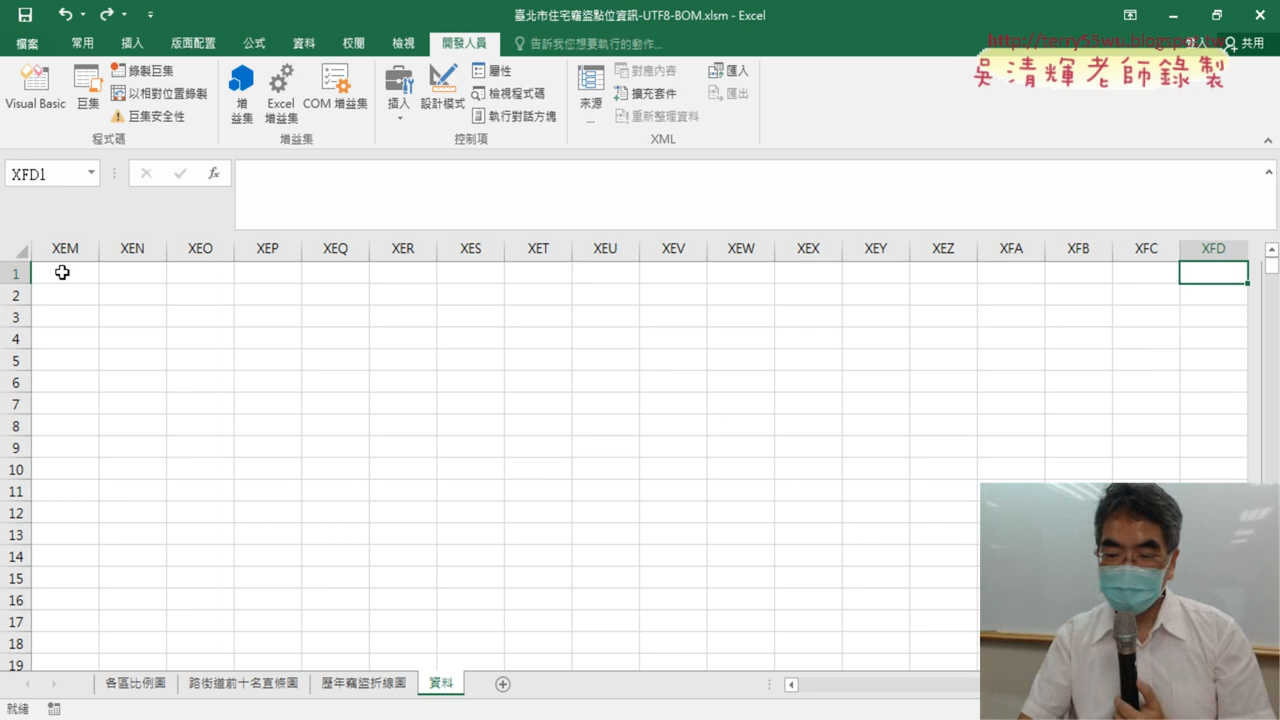 臺北市住宅竊盜點位資訊-UTF8-BOM.xlsm - Excel
檔案 常用 插入 版面配置 公式 資料 校閱 檢視 開發人員 告訴我您想要執行的動作... 登入 共用
http://terry55wu.blogspot.tw
吳清輝老師錄製
Visual Basic 巨集 錄製巨集 以相對位置錄製 巨集安全性
增益集 Excel 增益集 COM 增益集
插入 設計模式 屬性 檢視程式碼 執行對話方塊
來源... 對應內容 擴充套件 重新整理資料 匯入 匯出
程式碼 增益集 控制項 XML
XFD1 fx
XEM XEN XEO XEP XEQ XER XES XET XEU XEV XEW XEX XEY XEZ XFA XFB XFC XFD
1
2
3
4
5
6
7
8
9
10
11
12
13
14
15
16
17
18
19
各區比例圖 路街道前十名直條圖 歷年竊盜折線圖 資料
就緒